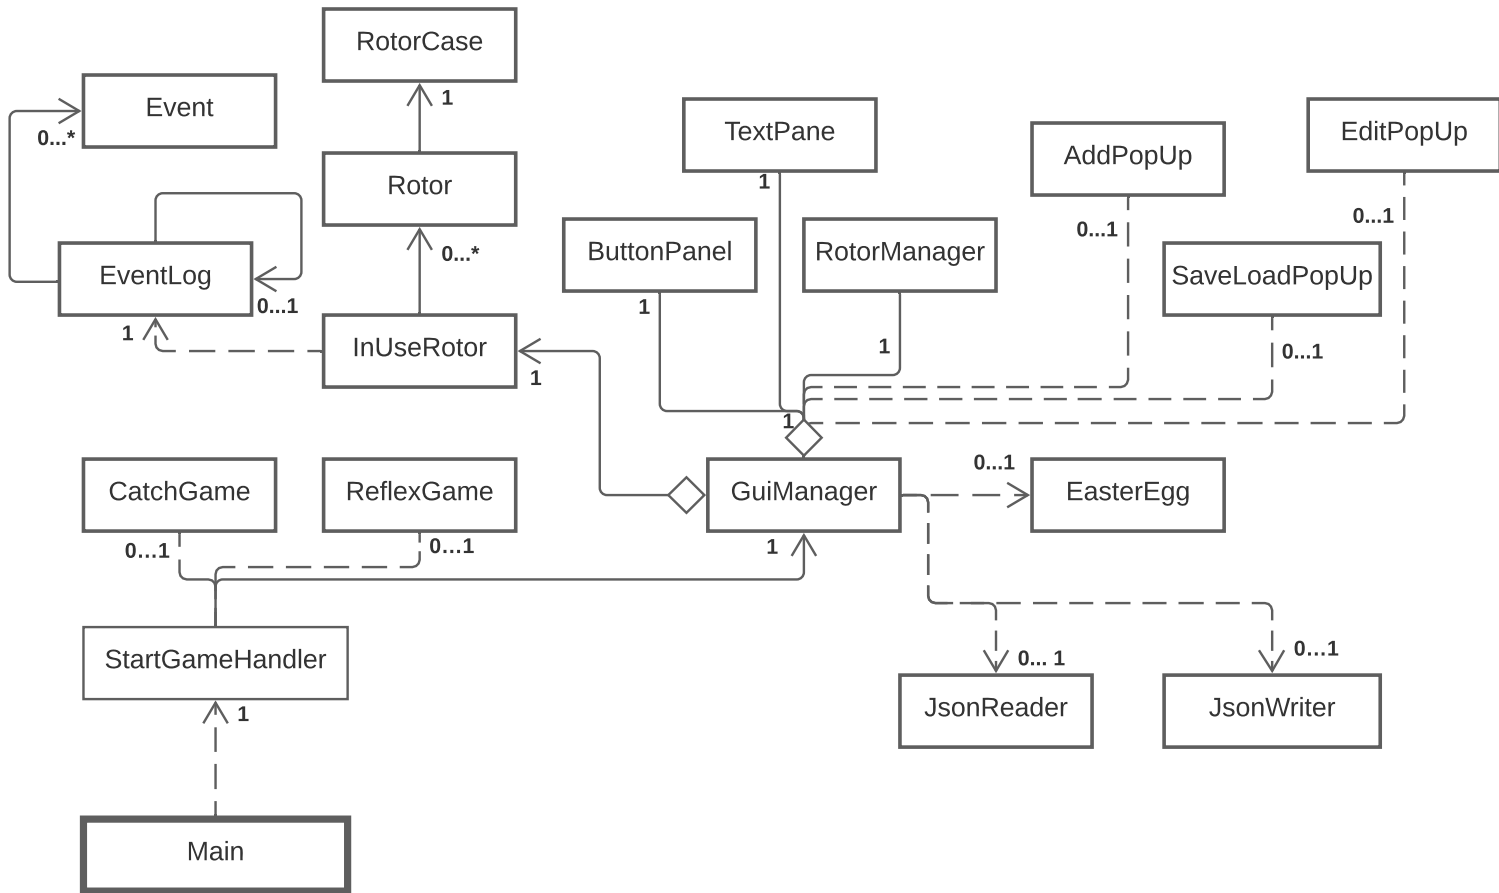 RotorCase
1
Event
0...*
TextPane
1
AddPopUp
0...1
EditPopUp
0...1
Rotor
0...*
ButtonPanel
1
RotorManager
1
SaveLoadPopUp
0...1
EventLog
0...1
1
InUseRotor
1
1
CatchGame
0...1
ReflexGame
0...1
GuiManager
1
0...1
EasterEgg
StartGameHandler
1
0... 1
JsonReader
0...1
JsonWriter
Main